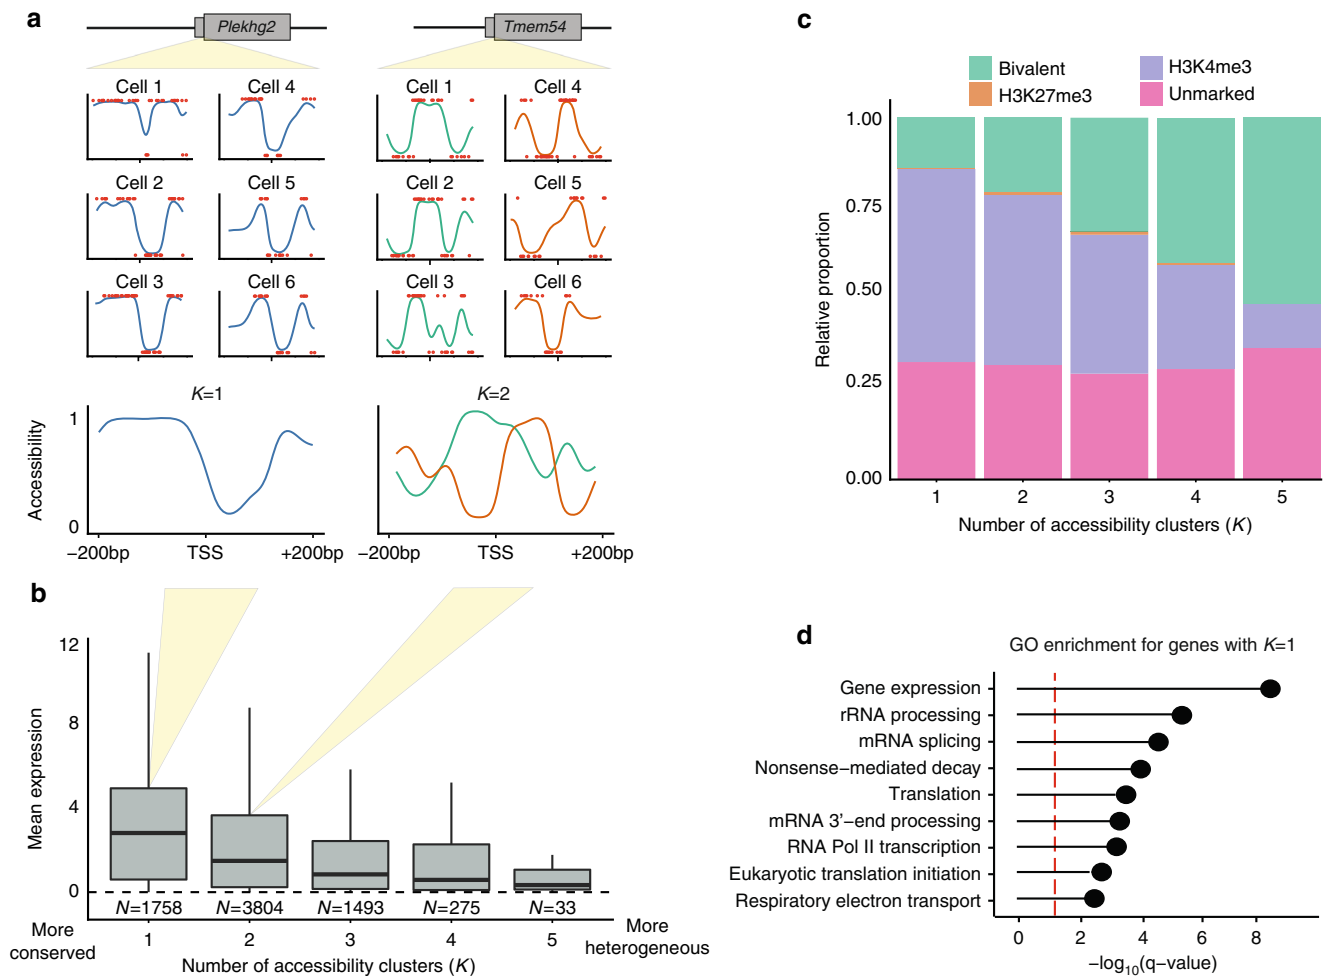 a
Plekhg2
Tmem54
Cell 1
Cell 4
Cell 1
Cell 4
Cell 2
Cell 5
Cell 2
Cell 5
Cell 3
Cell 6
Cell 3
Cell 6
K=1
K=2
Accessibility
1
0
−200bp
TSS
+200bp
−200bp
TSS
+200bp
b
Mean expression
12
8
4
0
N=1758
N=3804
N=1493
N=275
N=33
More conserved
1
2
3
4
5
More heterogeneous
Number of accessibility clusters (K)
c
Bivalent
H3K4me3
H3K27me3
Unmarked
Relative proportion
1.00
0.75
0.50
0.25
0.00
1
2
3
4
5
Number of accessibility clusters (K)
d
GO enrichment for genes with K=1
Gene expression
rRNA processing
mRNA splicing
Nonsense−mediated decay
Translation
mRNA 3'−end processing
RNA Pol II transcription
Eukaryotic translation initiation
Respiratory electron transport
0
2
4
6
8
−log10(q−value)